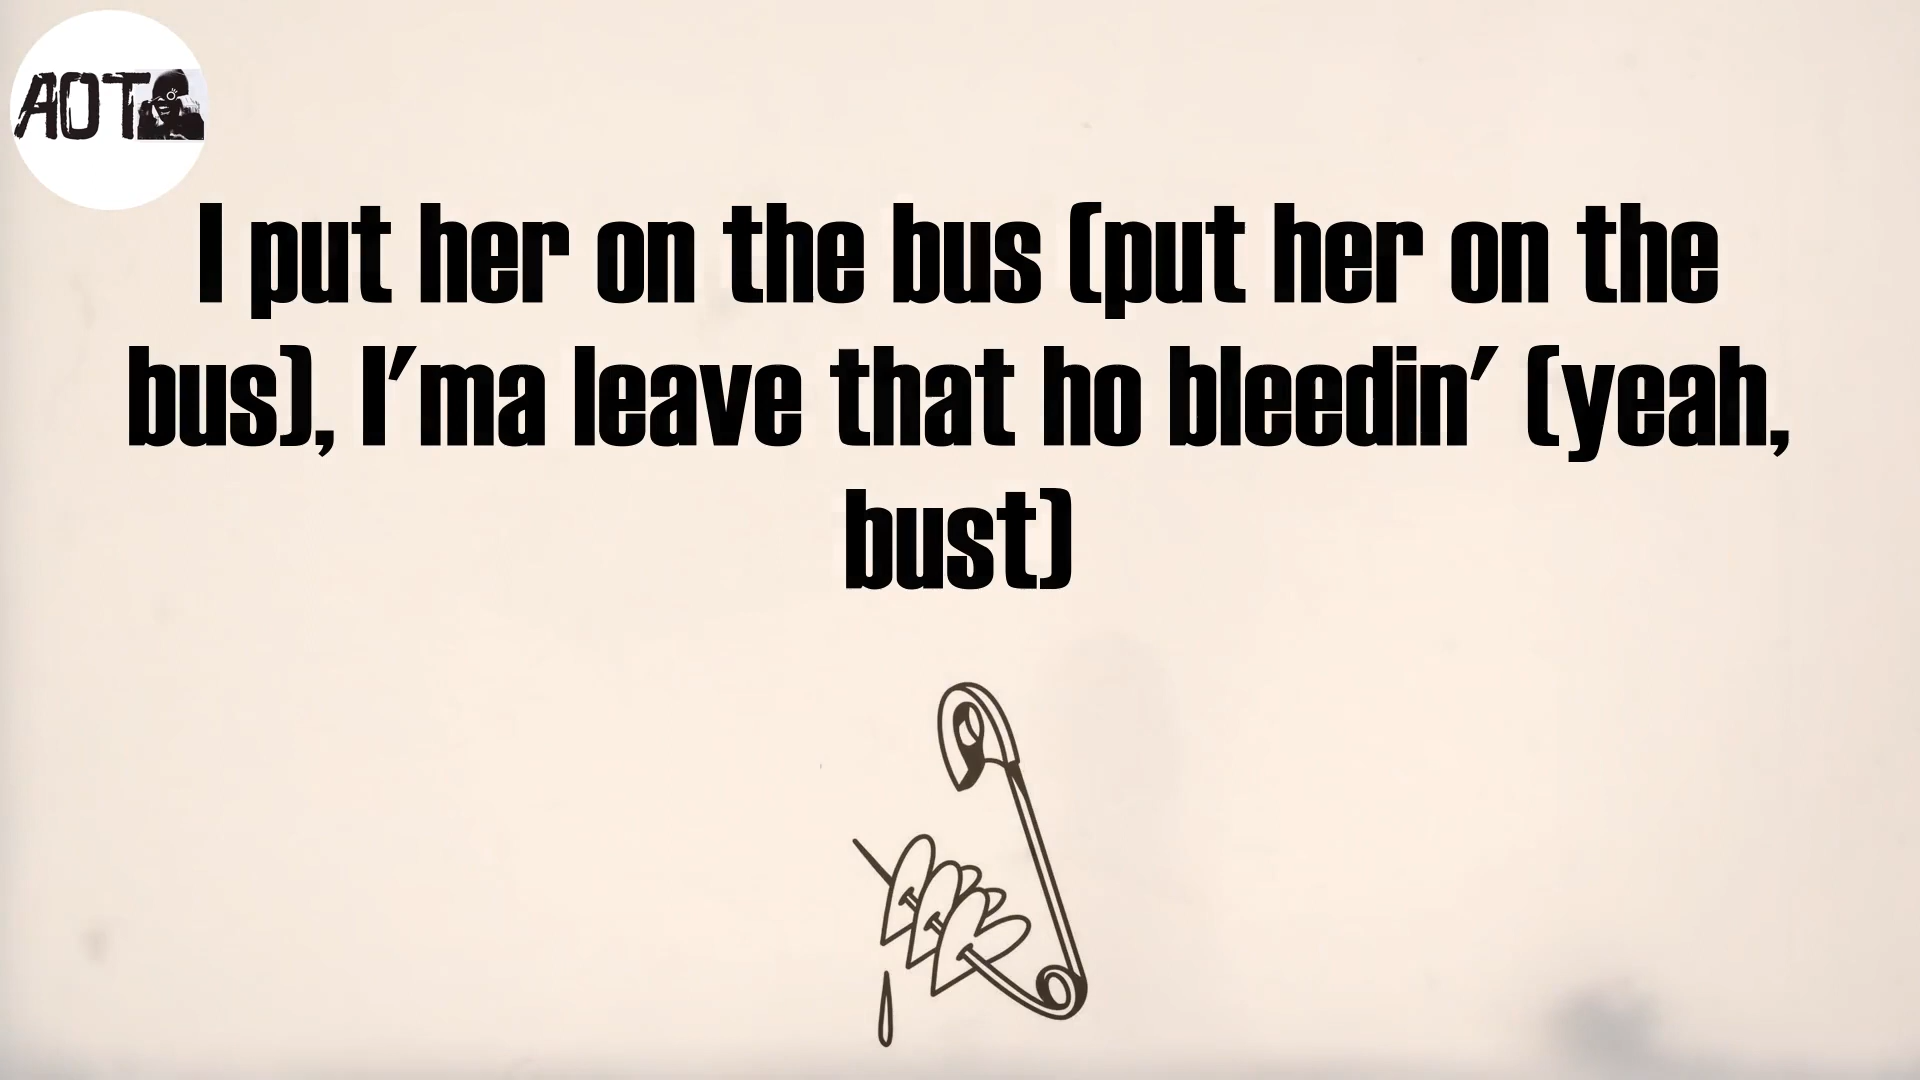 AOT
I put her on the bus (put her on the
bus), I'ma leave that ho bleedin' (yeah,
bust)